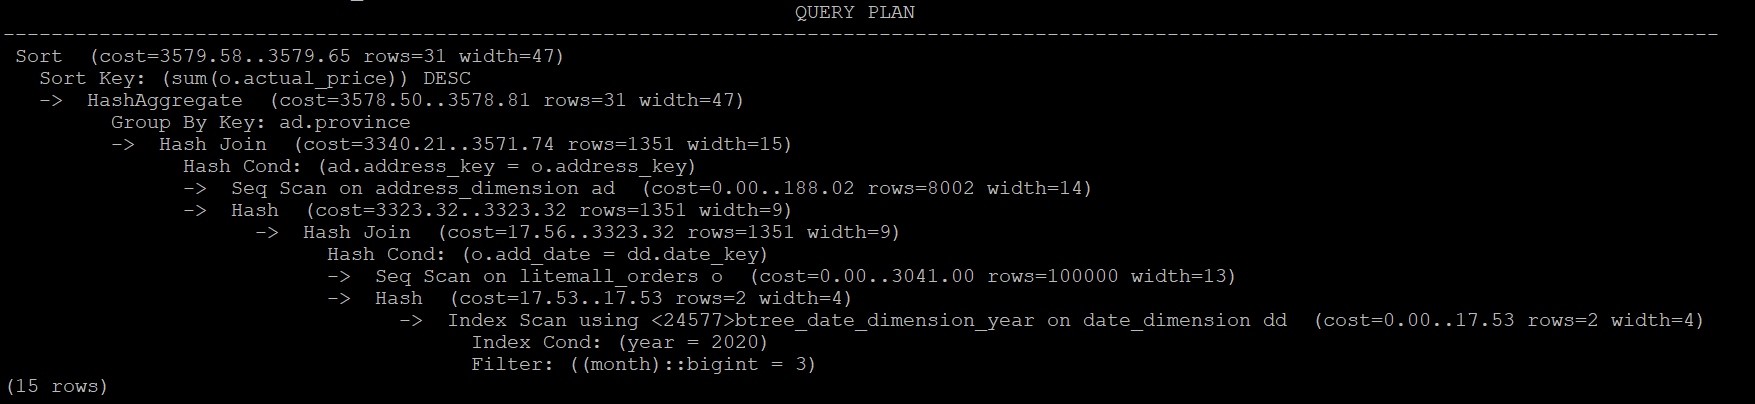 QUERY PLAN
--------------------------------------------------------------------------------------------------------------------------------------------
Sort  (cost=3579.58..3579.65 rows=31 width=47)
  Sort Key: (sum(o.actual_price)) DESC
  ->  HashAggregate  (cost=3578.50..3578.81 rows=31 width=47)
        Group By Key: ad.province
        ->  Hash Join  (cost=3340.21..3571.74 rows=1351 width=15)
              Hash Cond: (ad.address_key = o.address_key)
              ->  Seq Scan on address_dimension ad  (cost=0.00..188.02 rows=8002 width=14)
              ->  Hash  (cost=3323.32..3323.32 rows=1351 width=9)
                    ->  Hash Join  (cost=17.56..3323.32 rows=1351 width=9)
                          Hash Cond: (o.add_date = dd.date_key)
                          ->  Seq Scan on litemall_orders o  (cost=0.00..3041.00 rows=100000 width=13)
                          ->  Hash  (cost=17.53..17.53 rows=2 width=4)
                                ->  Index Scan using <24577>btree_date_dimension_year on date_dimension dd  (cost=0.00..17.53 rows=2 width=4)
                                      Index Cond: (year = 2020)
                                      Filter: ((month)::bigint = 3)
(15 rows)